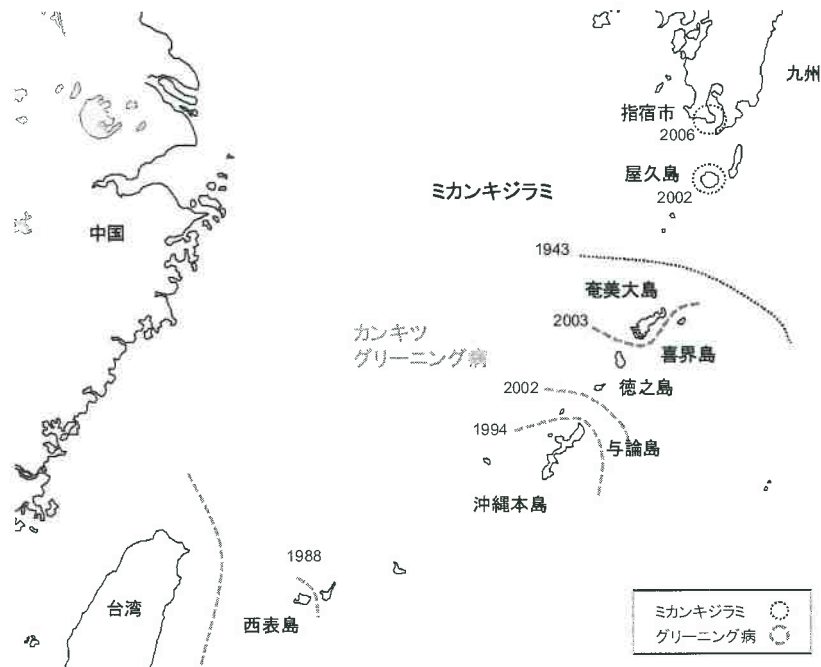 九州
指宿市
2006
屋久島
2002
ミカンキジラミ
中国
1943
奄美大島
2003
喜界島
カンキツ
グリーニング病
徳之島
2002
1994
与論島
沖縄本島
1988
台湾
西表島
ミカンキジラミ
グリーニング病